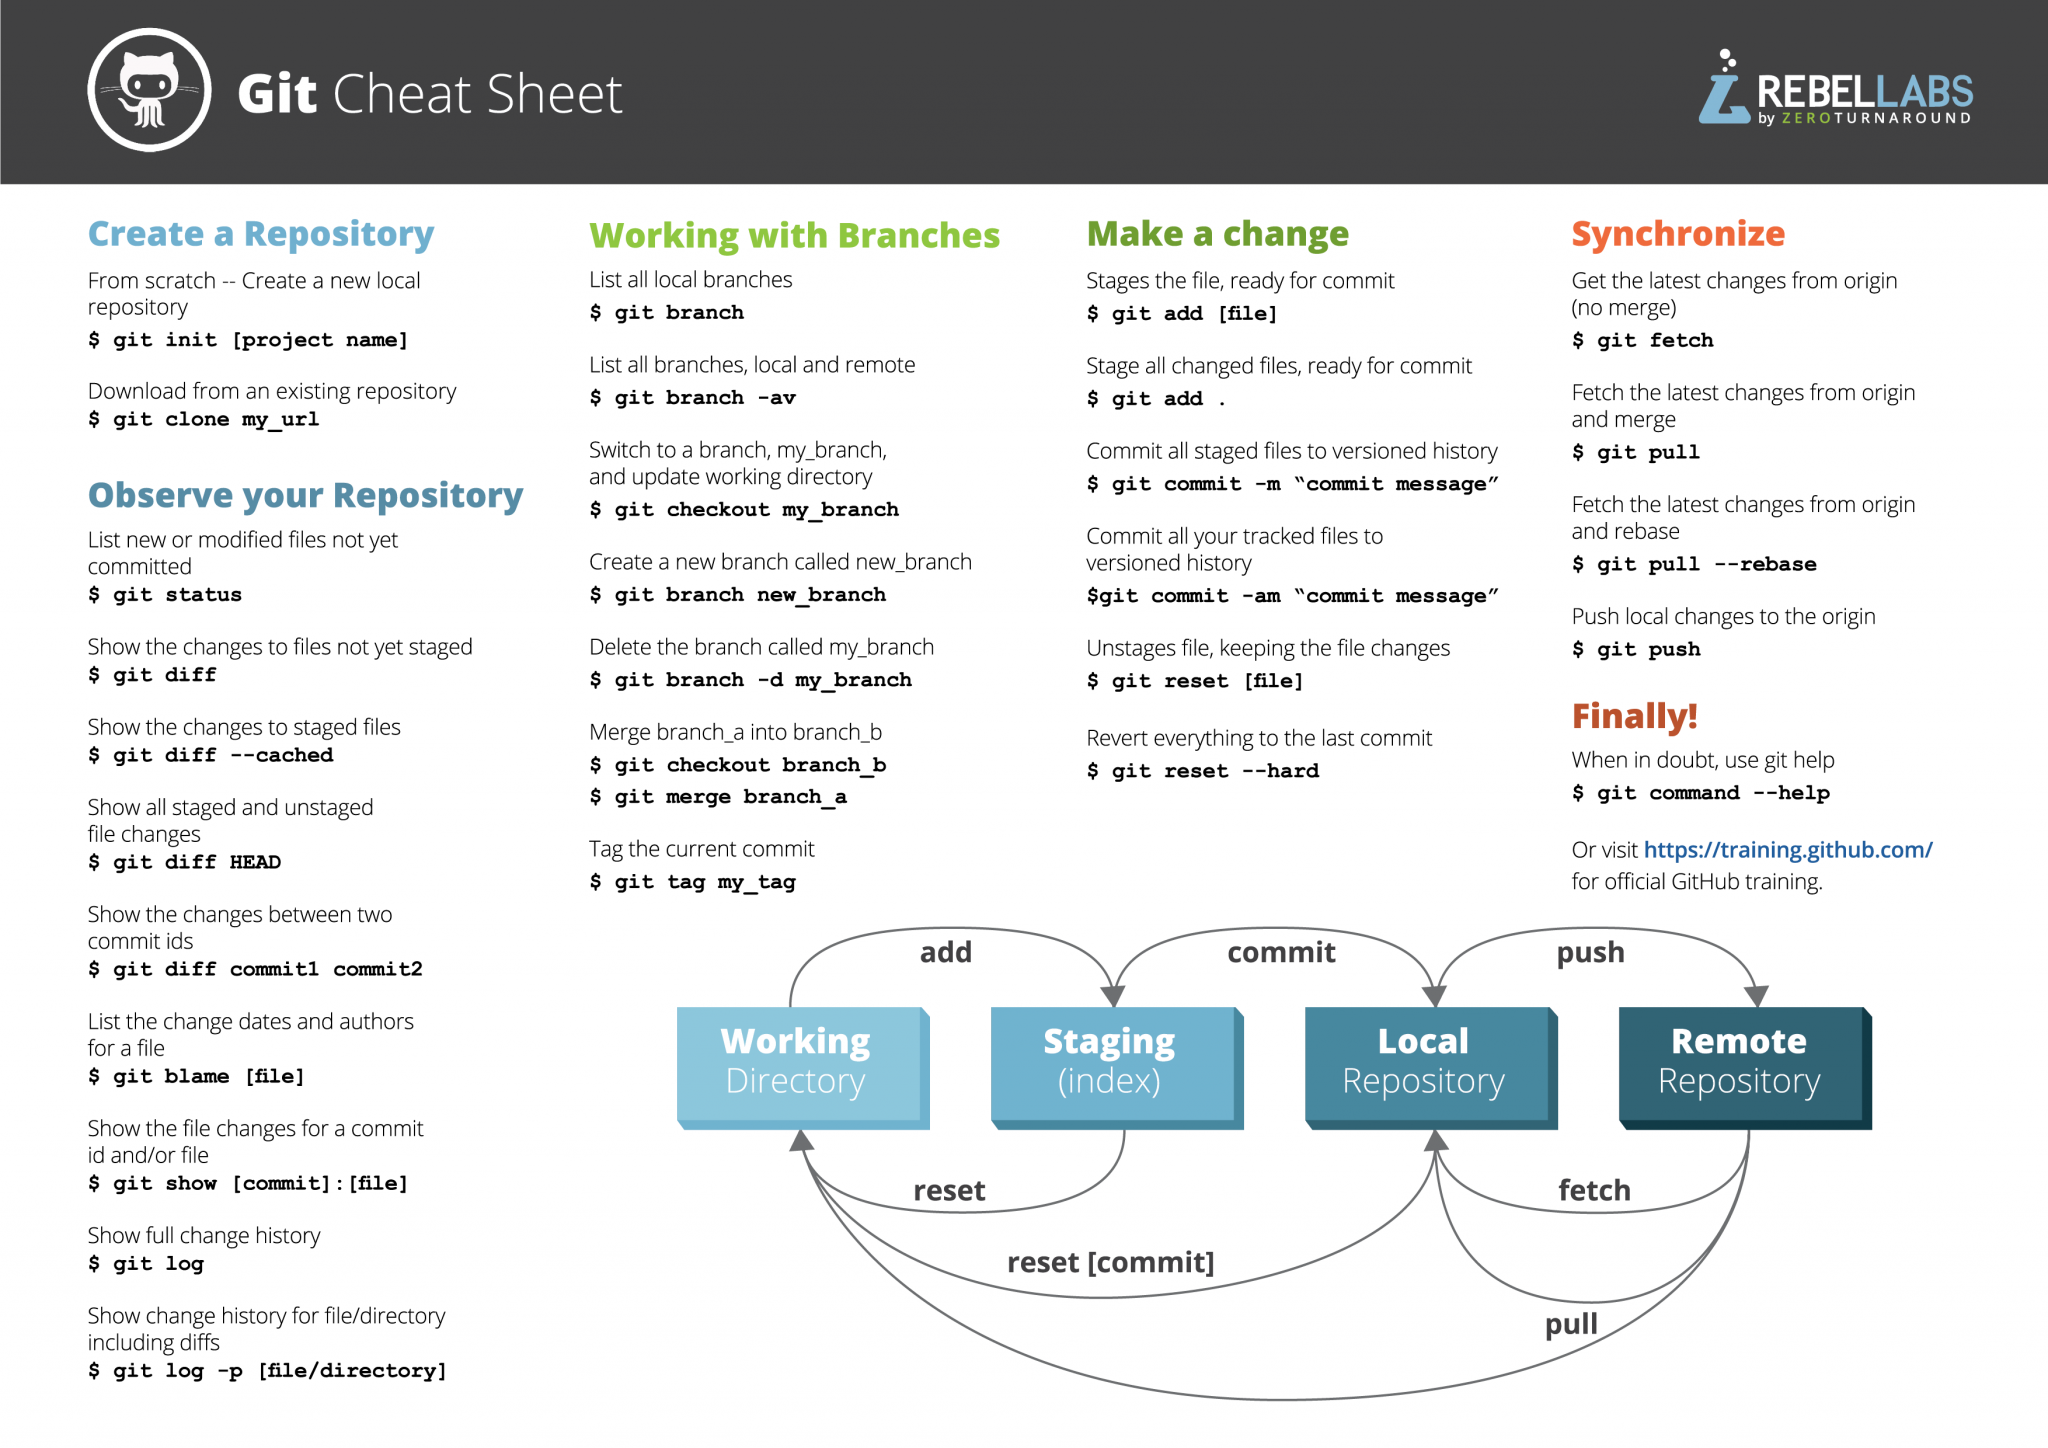 Git Cheat Sheet
REBELLABS
by ZEROTURNAROUND
Create a Repository
From scratch -- Create a new local
repository
$ git init [project name]
Download from an existing repository
$ git clone my_url
Observe your Repository
List new or modified files not yet
committed
$ git status
Show the changes to files not yet staged
$ git diff
Show the changes to staged files
$ git diff --cached
Show all staged and unstaged
file changes
$ git diff HEAD
Show the changes between two
commit ids
$ git diff commit1 commit2
List the change dates and authors
for a file
$ git blame [file]
Show the file changes for a commit
id and/or file
$ git show [commit]:[file]
Show full change history
$ git log
Show change history for file/directory
including diffs
$ git log -p [file/directory]
Working with Branches
List all local branches
$ git branch
List all branches, local and remote
$ git branch -av
Switch to a branch, my_branch,
and update working directory
$ git checkout my_branch
Create a new branch called new_branch
$ git branch new_branch
Delete the branch called my_branch
$ git branch -d my_branch
Merge branch_a into branch_b
$ git checkout branch_b
$ git merge branch_a
Tag the current commit
$ git tag my_tag
Make a change
Stages the file, ready for commit
$ git add [file]
Stage all changed files, ready for commit
$ git add .
Commit all staged files to versioned history
$ git commit -m “commit message”
Commit all your tracked files to
versioned history
$git commit -am “commit message”
Unstages file, keeping the file changes
$ git reset [file]
Revert everything to the last commit
$ git reset --hard
Synchronize
Get the latest changes from origin
(no merge)
$ git fetch
Fetch the latest changes from origin
and merge
$ git pull
Fetch the latest changes from origin
and rebase
$ git pull --rebase
Push local changes to the origin
$ git push
Finally!
When in doubt, use git help
$ git command --help
Or visit https://training.github.com/
for official GitHub training.
add
commit
push
Working
Directory
Staging
(index)
Local
Repository
Remote
Repository
reset
fetch
reset [commit]
pull